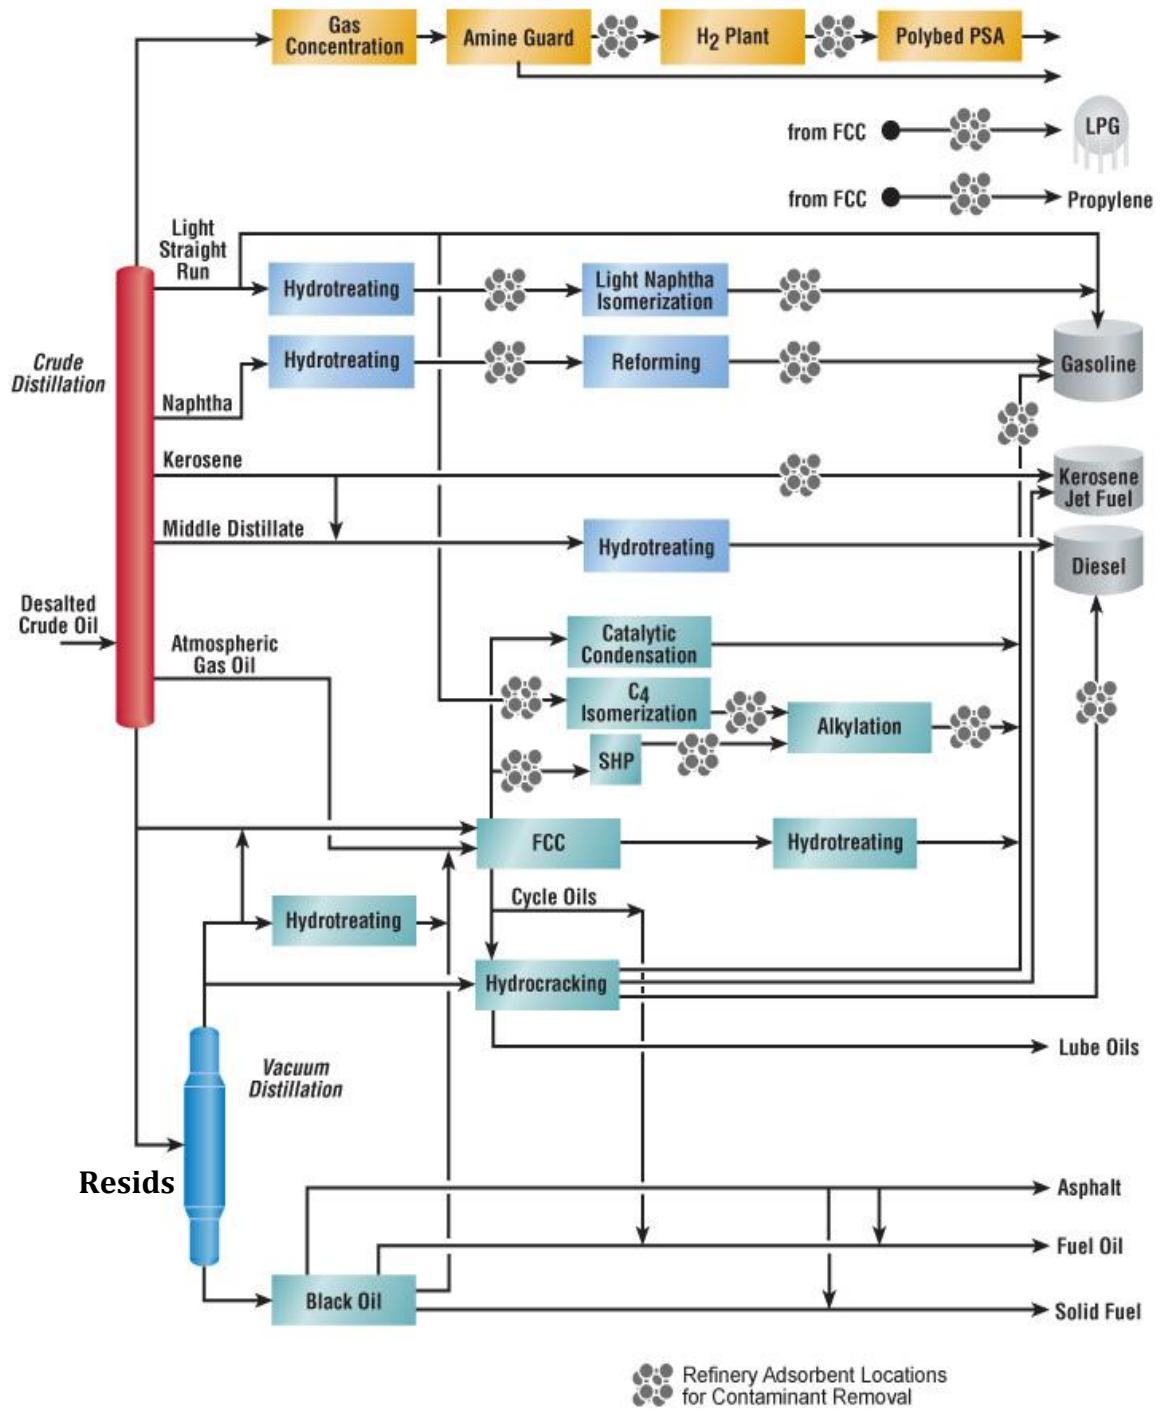 Gas
Concentration
Amine Guard
H2 Plant
Polybed PSA
from FCC
LPG
from FCC
Propylene
Light
Straight
Run
Hydrotreating
Light Naphtha
Isomerization
Crude
Distillation
Hydrotreating
Reforming
Gasoline
Naphtha
Kerosene
Kerosene
Jet Fuel
Middle Distillate
Hydrotreating
Diesel
Desalted
Crude Oil
Atmospheric
Gas Oil
Catalytic
Condensation
C4
Isomerization
Alkylation
SHP
FCC
Hydrotreating
Cycle Oils
Hydrotreating
Hydrocracking
Lube Oils
Vacuum
Distillation
Resids
Asphalt
Fuel Oil
Black Oil
Solid Fuel
Refinery Adsorbent Locations
for Contaminant Removal